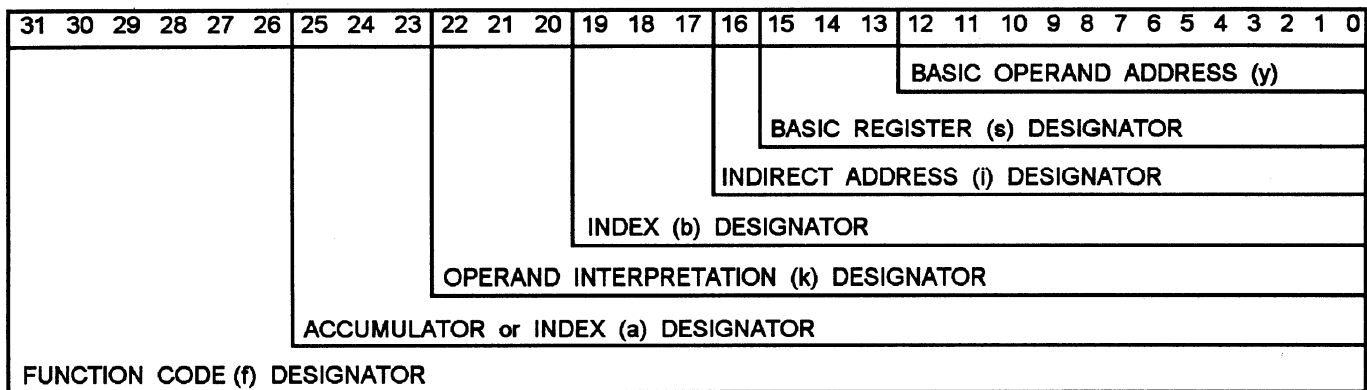 31 30 29 28 27 26 25 24 23 22 21 20 19 18 17 16 15 14 13 12 11 10 9 8 7 6 5 4 3 2 1 0
BASIC OPERAND ADDRESS (y)
BASIC REGISTER (s) DESIGNATOR
INDIRECT ADDRESS (i) DESIGNATOR
INDEX (b) DESIGNATOR
OPERAND INTERPRETATION (k) DESIGNATOR
ACCUMULATOR or INDEX (a) DESIGNATOR
FUNCTION CODE (f) DESIGNATOR